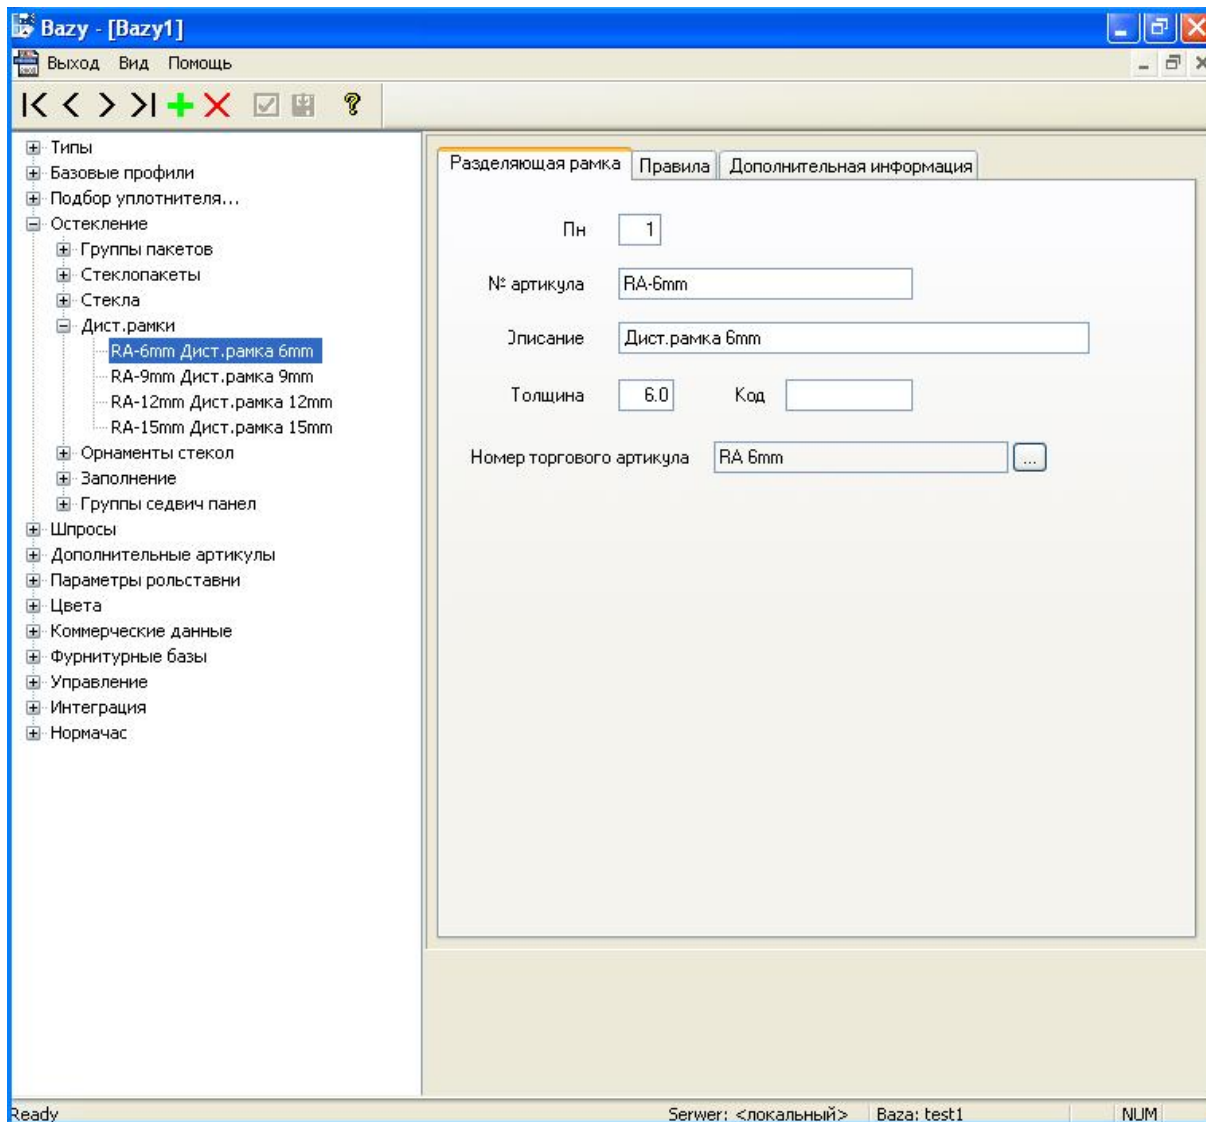 Bazy - [Bazy1]
Выход Вид Помощь
Типы
Базовые профили
Подбор уплотнителя...
Остекление
Группы пакетов
Стеклопакеты
Стекла
Дист.рамки
RA-6mm Дист.рамка 6mm
RA-9mm Дист.рамка 9mm
RA-12mm Дист.рамка 12mm
RA-15mm Дист.рамка 15mm
Орнаменты стекол
Заполнение
Группы седвич панел
Шпросы
Дополнительные артикулы
Параметры рольставни
Цвета
Коммерческие данные
Фурнитурные базы
Управление
Интеграция
Нормачас
Разделяющая рамка Правила Дополнительная информация
Пн 1
№ артикула RA-6mm
Описание Дист.рамка 6mm
Толщина 6.0 Код
Номер торгового артикула RA 6mm ...
Ready Serwer: <локальный> Baza: test1 NUM